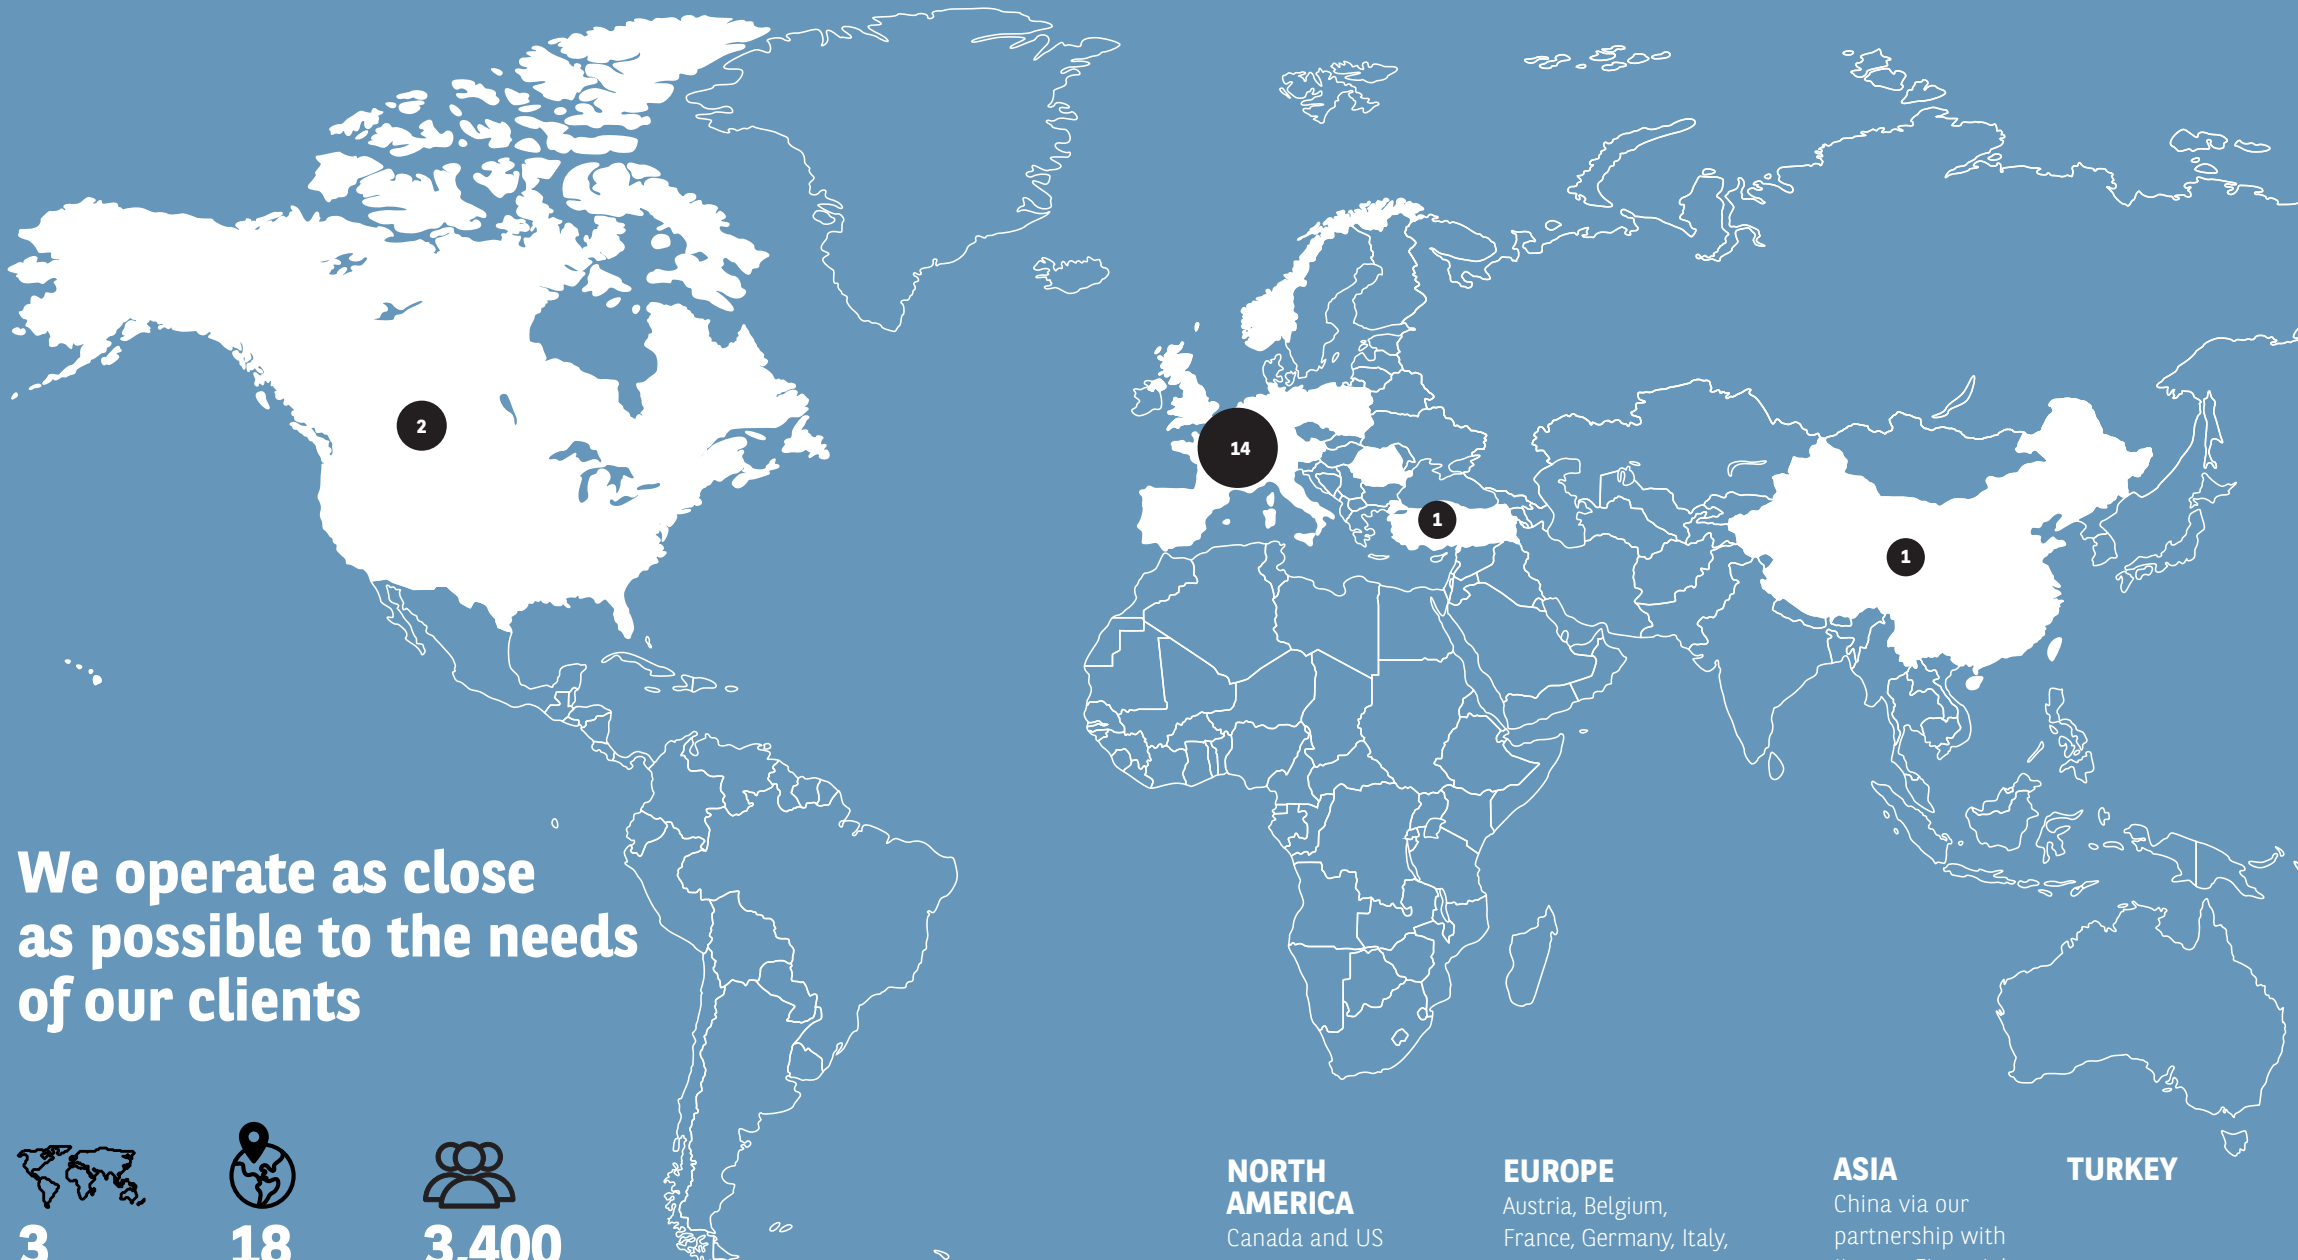 2
14
1
1
We operate as close
as possible to the needs
of our clients
3
18
3,400
NORTH
AMERICA
Canada and US
EUROPE
Austria, Belgium,
France, Germany, Italy,
ASIA
China via our
partnership with
TURKEY